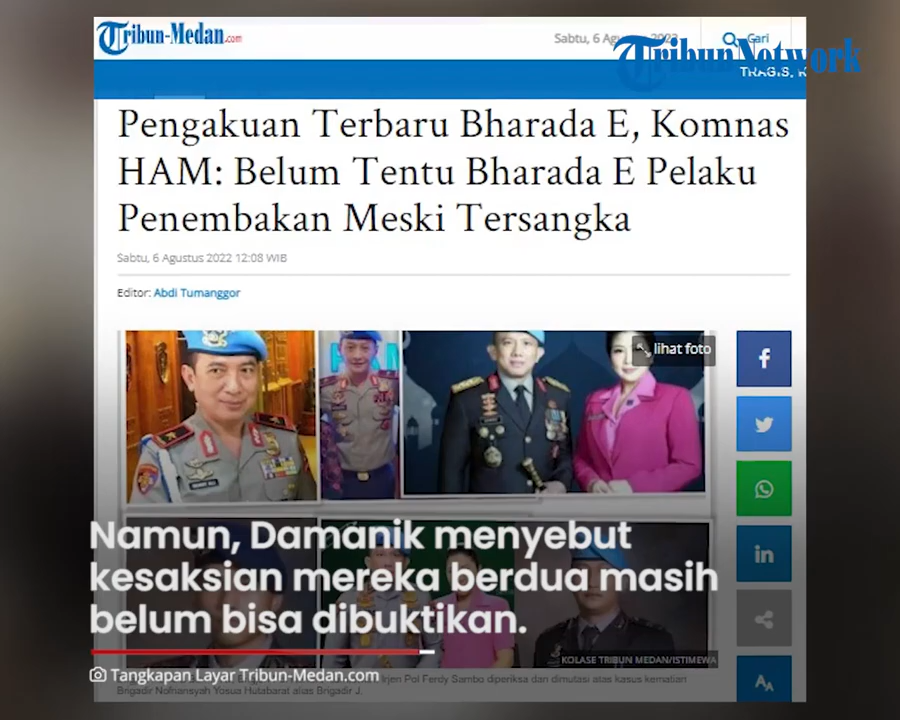 Tribun-Medan.com
Sabtu, 6 Agu 2022
Cari
TribunNetwork
TRAGIS, K
Pengakuan Terbaru Bharada E, Komnas
HAM: Belum Tentu Bharada E Pelaku
Penembakan Meski Tersangka
Sabtu, 6 Agustus 2022 12:08 WIB
Editor: Abdi Tumanggor
lihat foto
Namun, Damanik menyebut
kesaksian mereka berdua masih
belum bisa dibuktikan.
KOLASE TRIBUN MEDAN/ISTIMEWA
Tangkapan Layar Tribun-Medan.com
Irjen Pol Ferdy Sambo diperiksa dan dimutasi atas kasus kematian
Brigadir Nofriansyah Yosua Hutabarat alias Brigadir J.